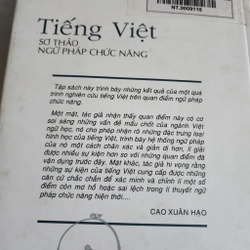 NT.0009116
Tiếng Việt
SƠ THẢO
NGỮ PHÁP CHỨC NĂNG
Tập sách này trình bày những kết quả của một quá
trình nghiên cứu tiếng Việt trên quan điểm ngữ pháp
chức năng.
Một mặt, tác giả nhận thấy quan điểm này có cơ
soi sáng những vấn đề mấu chốt của ngành Việt
ngữ học, nó cho phép nhận rõ những đặc trưng loại
hình học của tiếng Việt, trình bày hệ thống ngữ pháp
của nó một cách chân xác và giản dị hơn, lí giải
được nhiều sự kiện hơn so với những quan điểm đã
vận dụng trước đây. Mặt khác, tác giả hi vọng rằng
những sự kiện của tiếng Việt cung cấp được những
căn cứ chắc chắn để xác minh và chỉnh lí một số
điểm còn mơ hồ hoặc sai lệch trong lí thuyết ngữ
pháp chức năng hiện thời....
CAO XUÂN HẠO